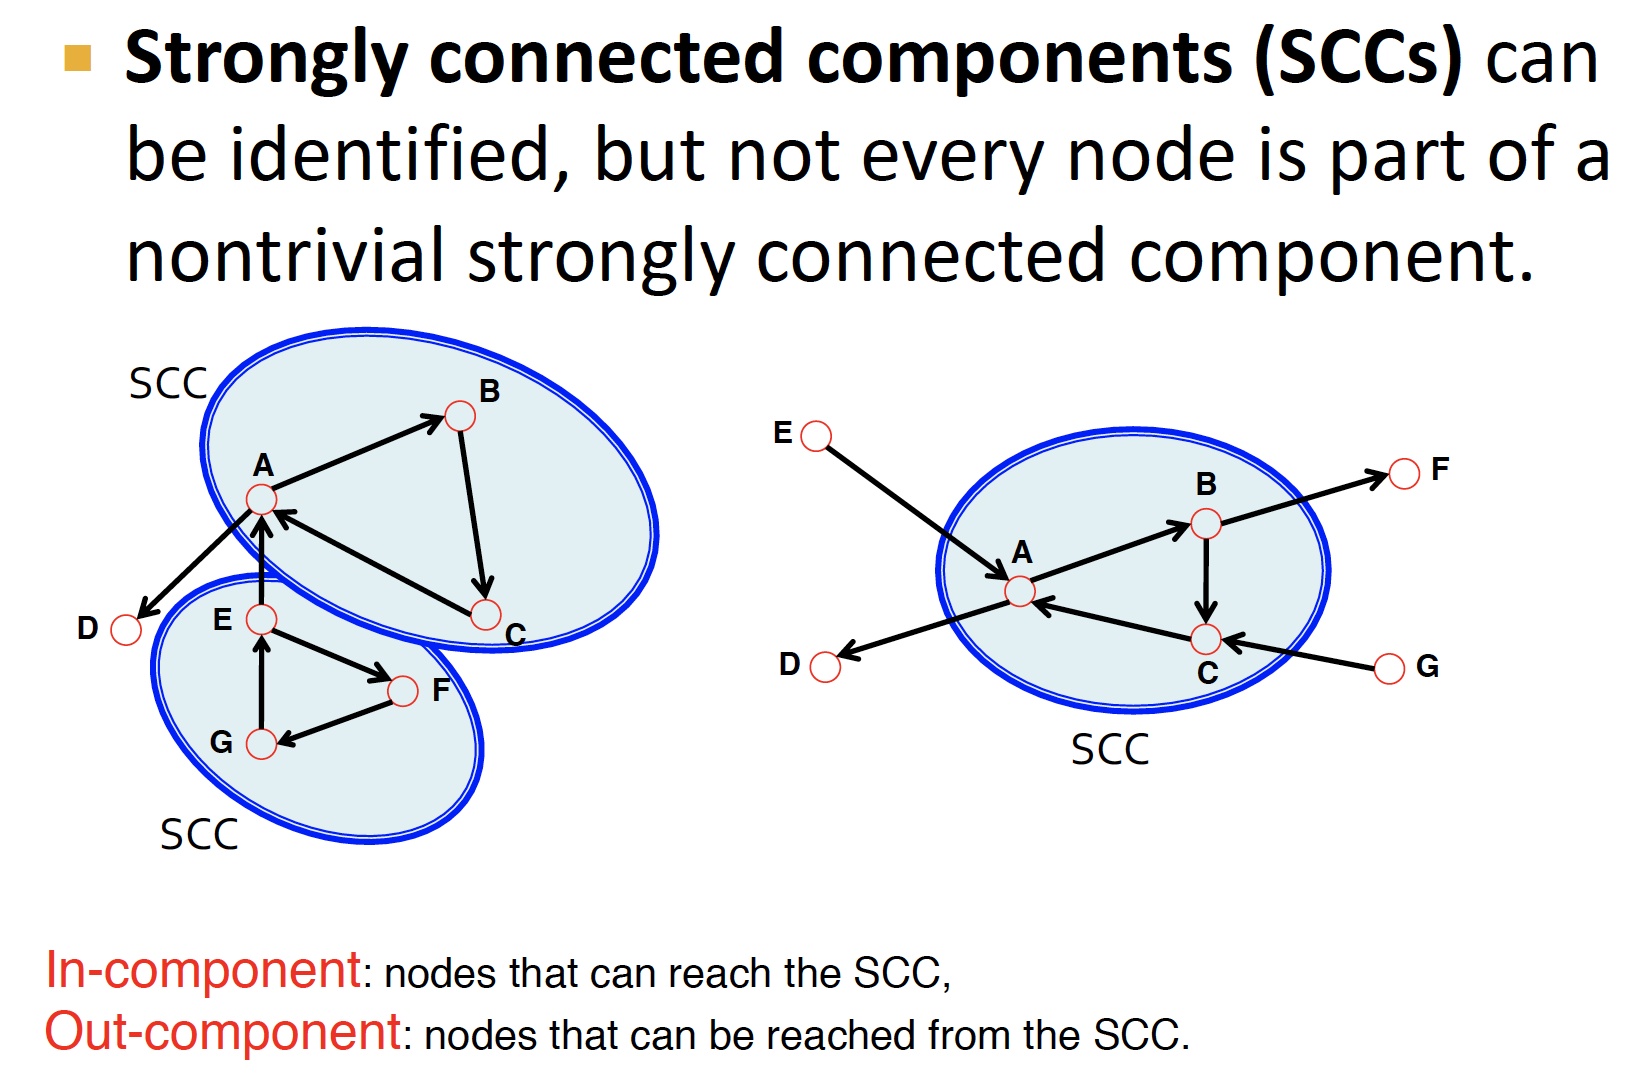 Strongly connected components (SCCs) can
be identified, but not every node is part of a
nontrivial strongly connected component.
SCC
B
A
D
E
C
F
G
SCC
E
F
B
A
D
C
G
SCC
In-component: nodes that can reach the SCC,
Out-component: nodes that can be reached from the SCC.